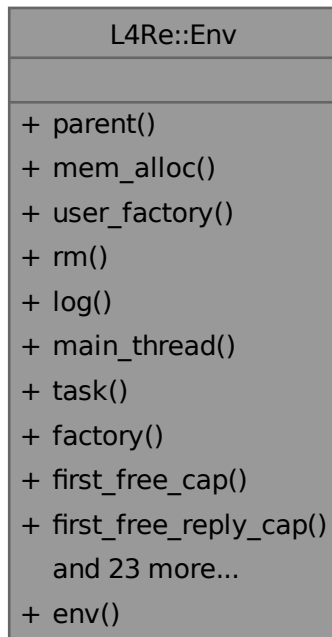 L4Re::Env
+ parent()
+ mem_alloc()
+ user_factory()
+ rm()
+ log()
+ main_thread()
+ task()
+ factory()
+ first_free_cap()
+ first_free_reply_cap()
and 23 more...
+ env()